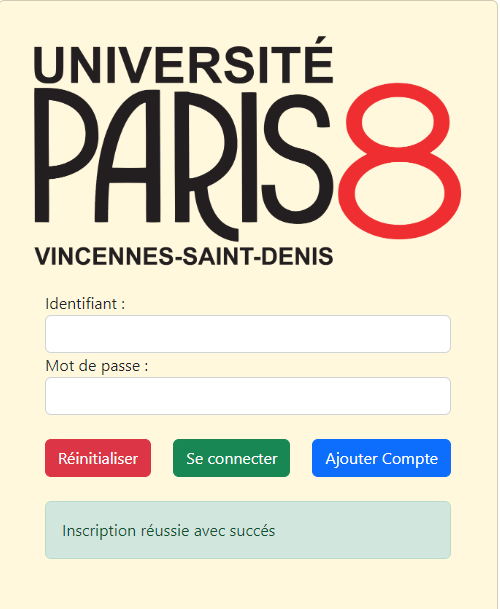 UNIVERSITÉ
PARIS8
VINCENNES-SAINT-DENIS
Identifiant :
Mot de passe :
Réinitialiser Se connecter Ajouter Compte
Inscription réussie avec succés